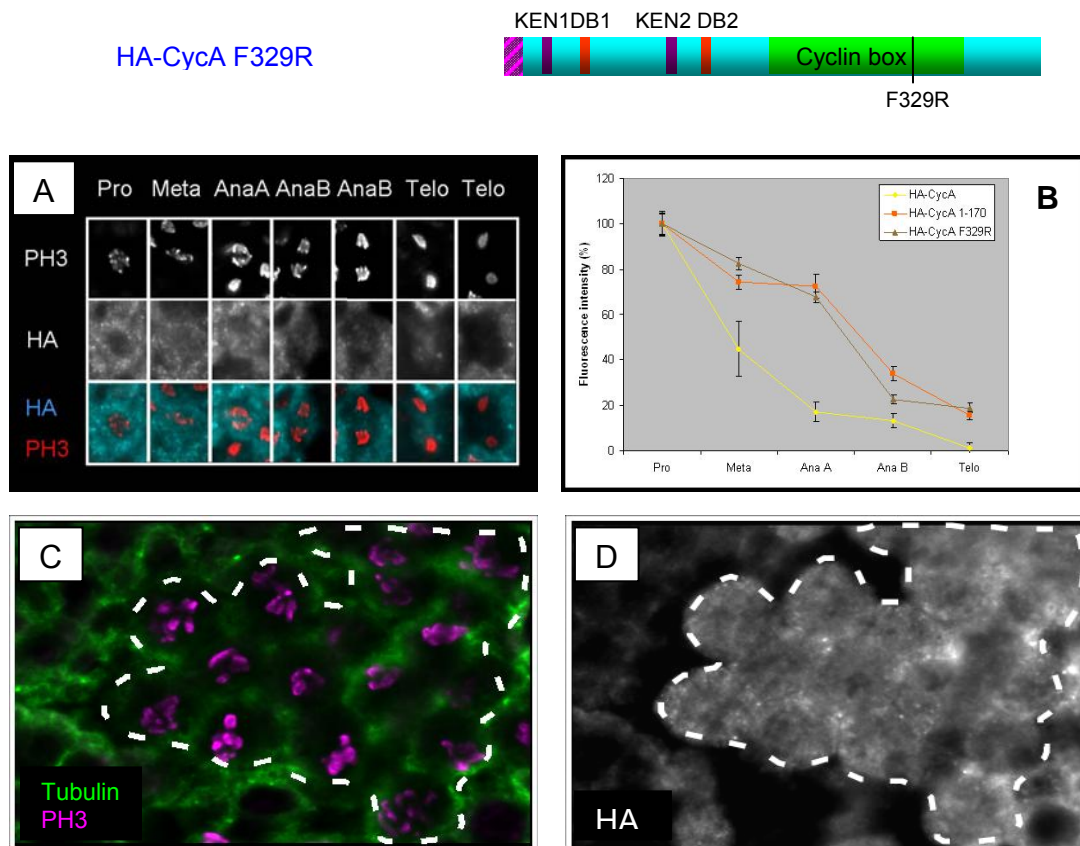 KEN1DB1 KEN2 DB2
HA-CycA F329R
Cyclin box
F329R
A
Pro Meta AnaA AnaB AnaB Telo Telo
PH3
HA
HA
PH3
B
120
100
80
60
40
20
0
Fluorescence intensity (%)
HA-CycA
HA-CycA 1-170
HA-CycA F329R
Pro Meta Ana A Ana B Telo
C
Tubulin
PH3
D
HA